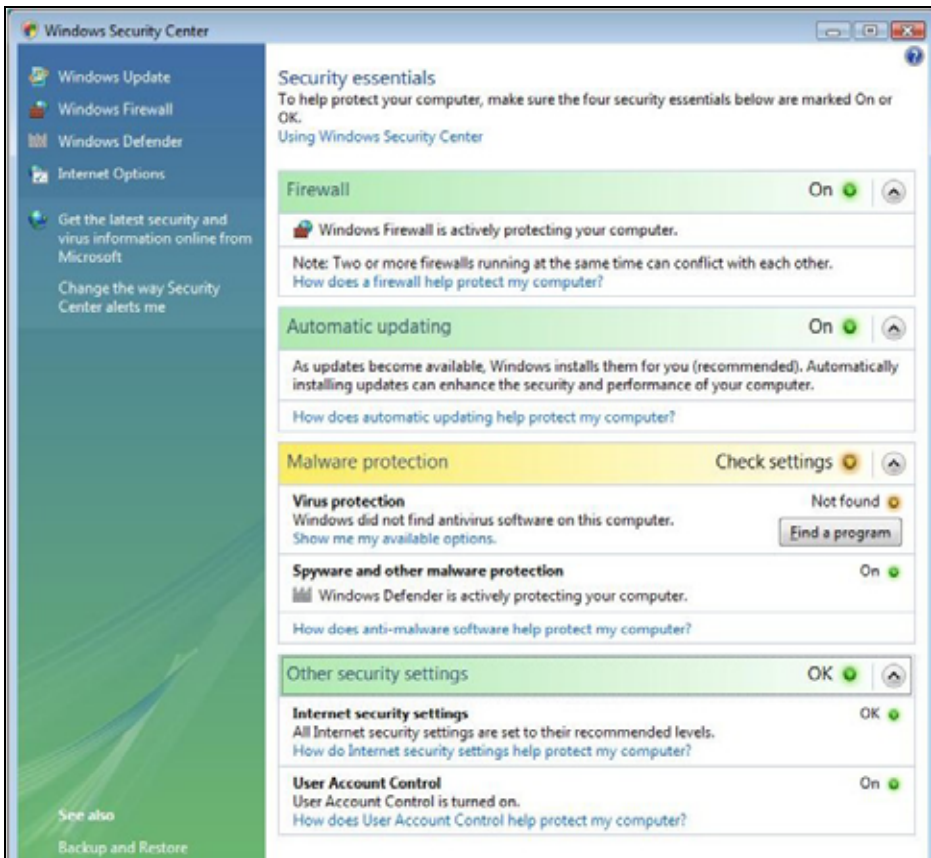 Windows Security Center
Windows Update
Windows Firewall
Windows Defender
Internet Options
Get the latest security and
virus information online from
Microsoft
Change the way Security
Center alerts me
See also
Backup and Restore
Security essentials
To help protect your computer, make sure the four security essentials below are marked On or
OK.
Using Windows Security Center
Firewall On
Windows Firewall is actively protecting your computer.
Note: Two or more firewalls running at the same time can conflict with each other.
How does a firewall help protect my computer?
Automatic updating On
As updates become available, Windows installs them for you (recommended). Automatically
installing updates can enhance the security and performance of your computer.
How does automatic updating help protect my computer?
Malware protection Check settings
Virus protection Not found
Windows did not find antivirus software on this computer.
Show me my available options. Find a program
Spyware and other malware protection On
Windows Defender is actively protecting your computer.
How does anti-malware software help protect my computer?
Other security settings OK
Internet security settings OK
All Internet security settings are set to their recommended levels.
How do Internet security settings help protect my computer?
User Account Control On
User Account Control is turned on.
How does User Account Control help protect my computer?